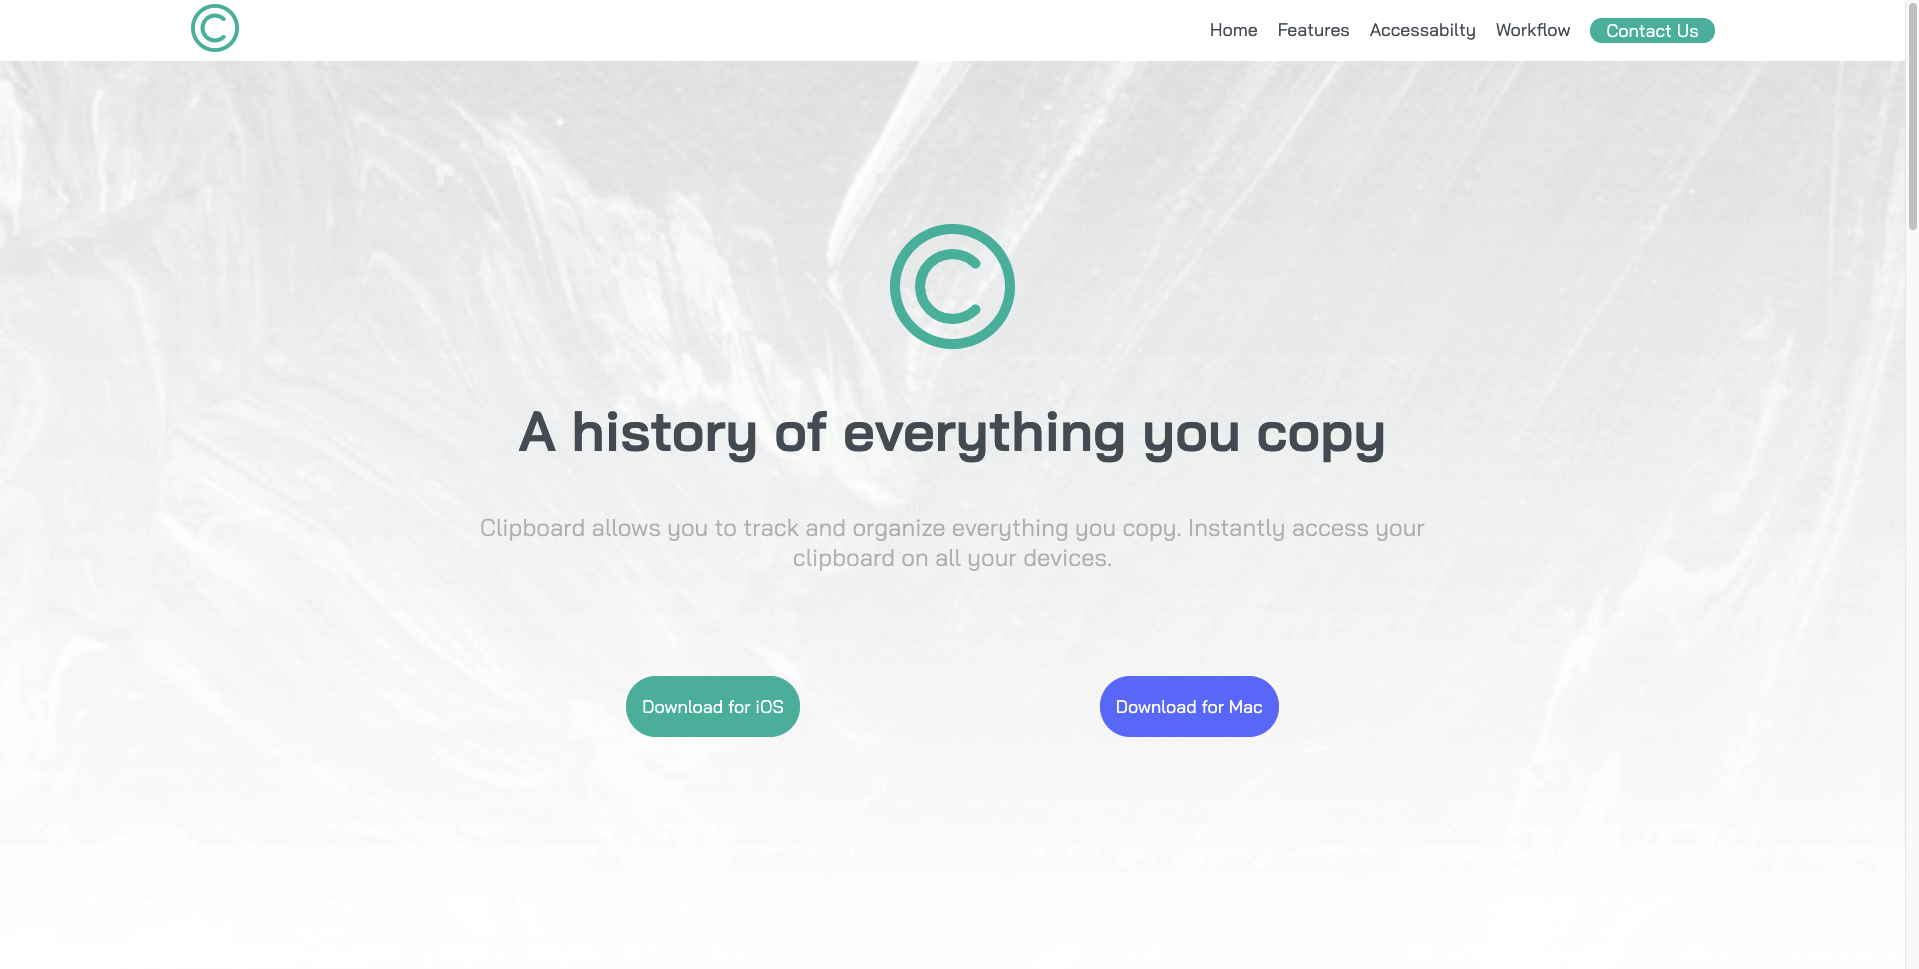 Home Features Accessabilty Workflow Contact Us
A history of everything you copy
Clipboard allows you to track and organize everything you copy. Instantly access your
clipboard on all your devices.
Download for iOS Download for Mac